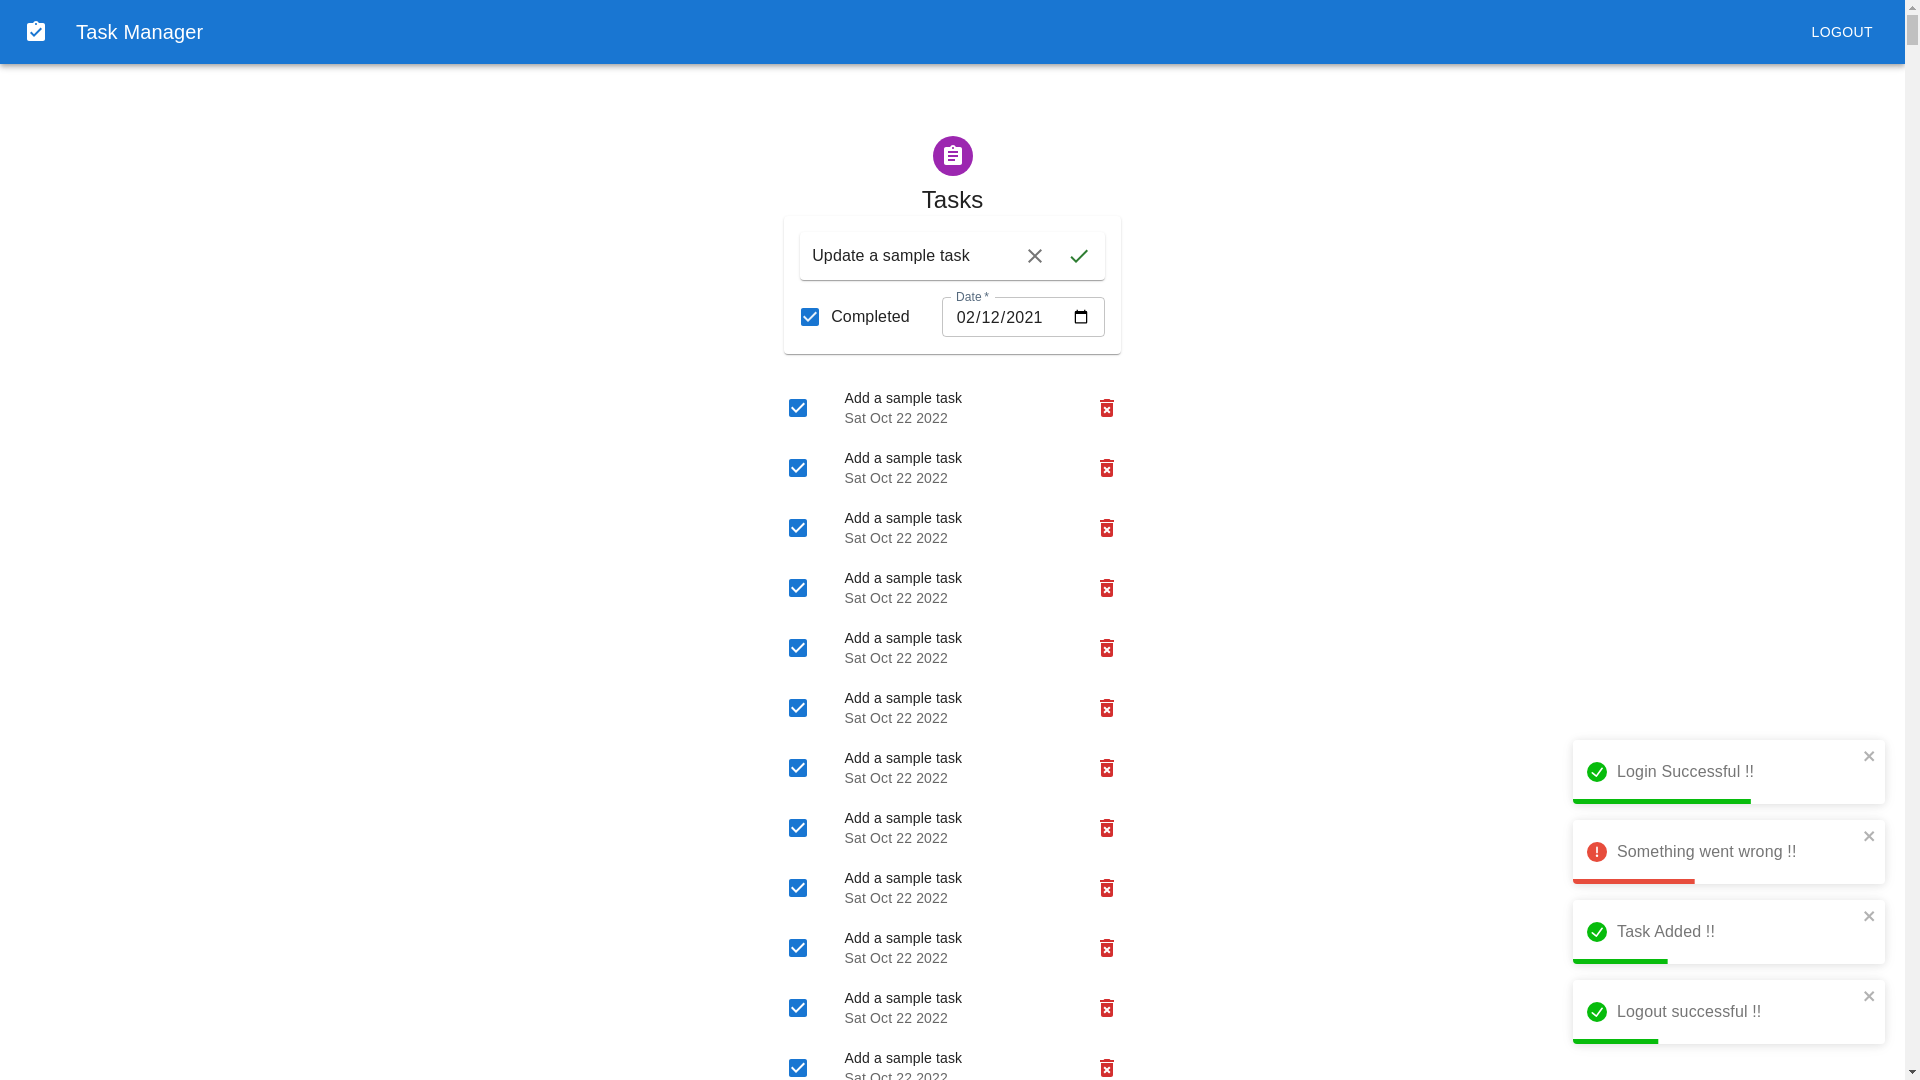 Task Manager
LOGOUT
Tasks
Update a sample task
Completed
Date *
02/12/2021
Add a sample task
Sat Oct 22 2022
Add a sample task
Sat Oct 22 2022
Add a sample task
Sat Oct 22 2022
Add a sample task
Sat Oct 22 2022
Add a sample task
Sat Oct 22 2022
Add a sample task
Sat Oct 22 2022
Add a sample task
Sat Oct 22 2022
Add a sample task
Sat Oct 22 2022
Add a sample task
Sat Oct 22 2022
Add a sample task
Sat Oct 22 2022
Add a sample task
Sat Oct 22 2022
Add a sample task
Sat Oct 22 2022
Login Successful !!
Something went wrong !!
Task Added !!
Logout successful !!